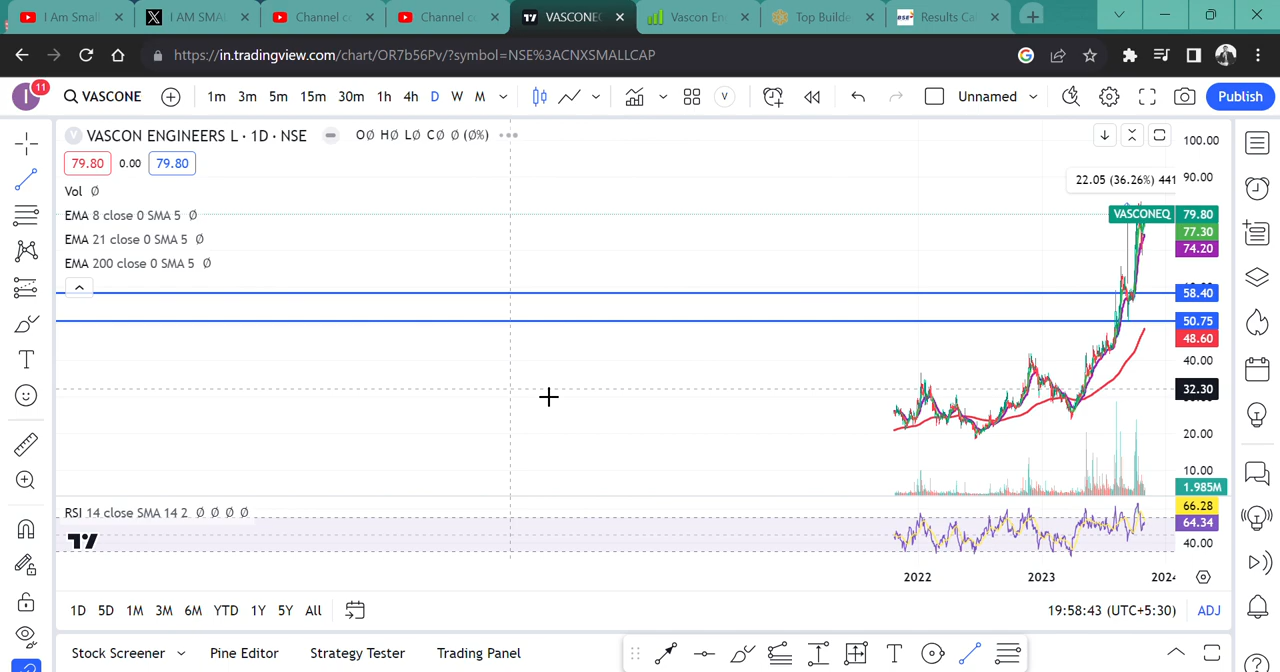 I Am Small
I AM SMA
Channel c
Channel c
VASCONEC
Vascon En
Top Builde
BSE Results Ca
https://in.tradingview.com/chart/OR7b56Pv/?symbol=NSE%3ACNXSMALLCAP
I 11 VASCONE 1m 3m 5m 15m 30m 1h 4h D W M V Unnamed Publish
V VASCON ENGINEERS L · 1D · NSE O∅ H∅ L∅ C∅ ∅ (∅%)
79.80 0.00 79.80
Vol ∅
EMA 8 close 0 SMA 5 ∅
EMA 21 close 0 SMA 5 ∅
EMA 200 close 0 SMA 5 ∅
100.00
90.00
22.05 (36.26%) 441
VASCONEQ 79.80
77.30
74.20
58.40
50.75
48.60
40.00
32.30
20.00
10.00
1.985M
RSI 14 close SMA 14 2 ∅ ∅ ∅ ∅
66.28
64.34
40.00
2022 2023 2024
1D 5D 1M 3M 6M YTD 1Y 5Y All 19:58:43 (UTC+5:30) ADJ
Stock Screener Pine Editor Strategy Tester Trading Panel